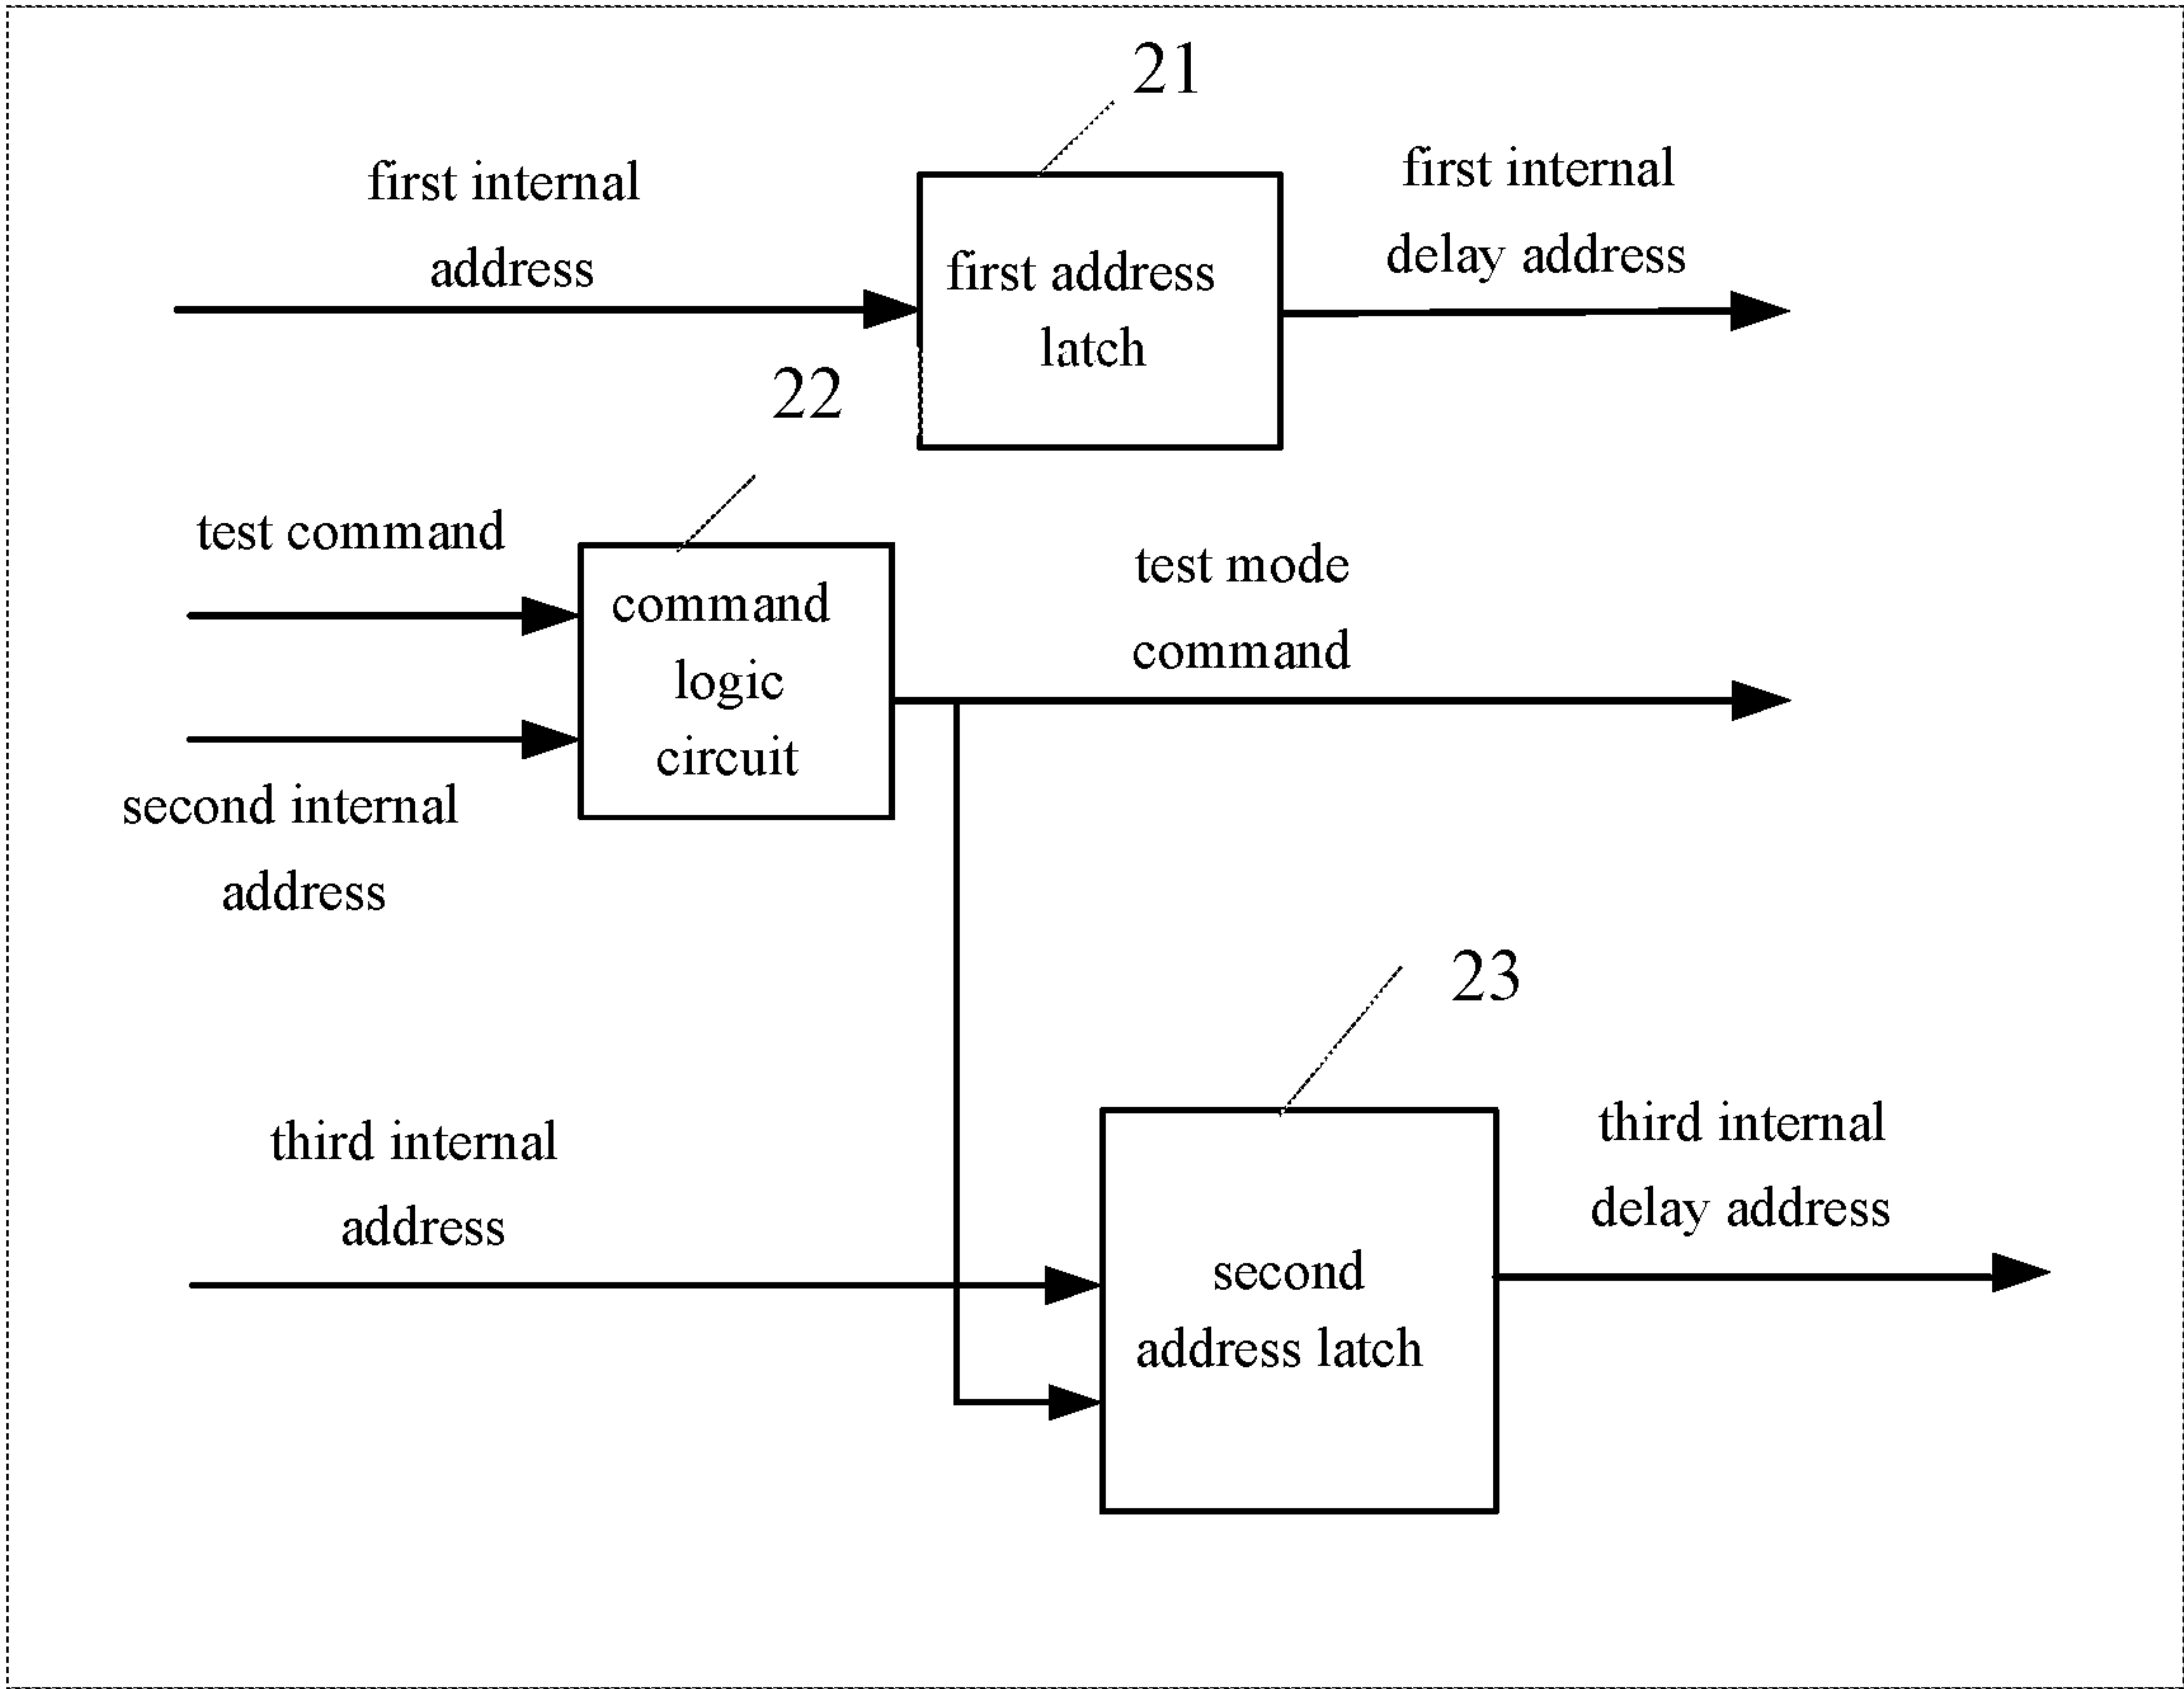 21
first internal
address
first address
latch
first internal
delay address
22
test command
second internal
address
command
logic
circuit
test mode
command
23
third internal
address
second
address latch
third internal
delay address